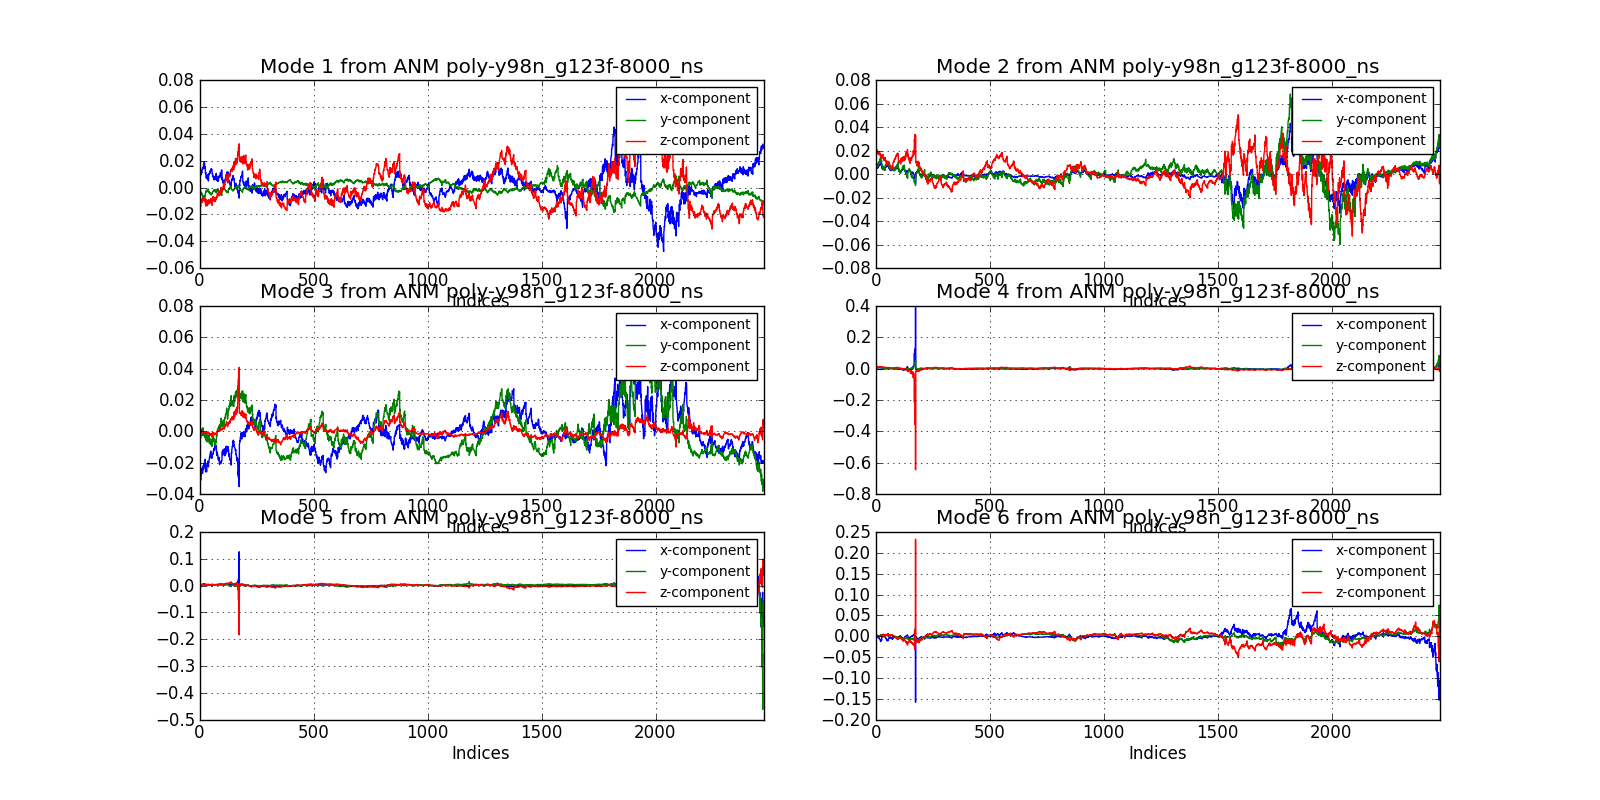 Mode 1 from ANM poly-y98n_g123f-8000_ns
0.08
0.06
0.04
0.02
0.00
−0.02
−0.04
−0.06
x-component
y-component
z-component
0 500 1000 1500 2000
Indices
Mode 2 from ANM poly-y98n_g123f-8000_ns
0.08
0.06
0.04
0.02
0.00
−0.02
−0.04
−0.06
−0.08
x-component
y-component
z-component
0 500 1000 1500 2000
Indices
Mode 3 from ANM poly-y98n_g123f-8000_ns
0.08
0.06
0.04
0.02
0.00
−0.02
−0.04
x-component
y-component
z-component
0 500 1000 1500 2000
Indices
Mode 4 from ANM poly-y98n_g123f-8000_ns
0.4
0.2
0.0
−0.2
−0.4
−0.6
−0.8
x-component
y-component
z-component
0 500 1000 1500 2000
Indices
Mode 5 from ANM poly-y98n_g123f-8000_ns
0.2
0.1
0.0
−0.1
−0.2
−0.3
−0.4
−0.5
x-component
y-component
z-component
0 500 1000 1500 2000
Indices
Mode 6 from ANM poly-y98n_g123f-8000_ns
0.25
0.20
0.15
0.10
0.05
0.00
−0.05
−0.10
−0.15
−0.20
x-component
y-component
z-component
0 500 1000 1500 2000
Indices